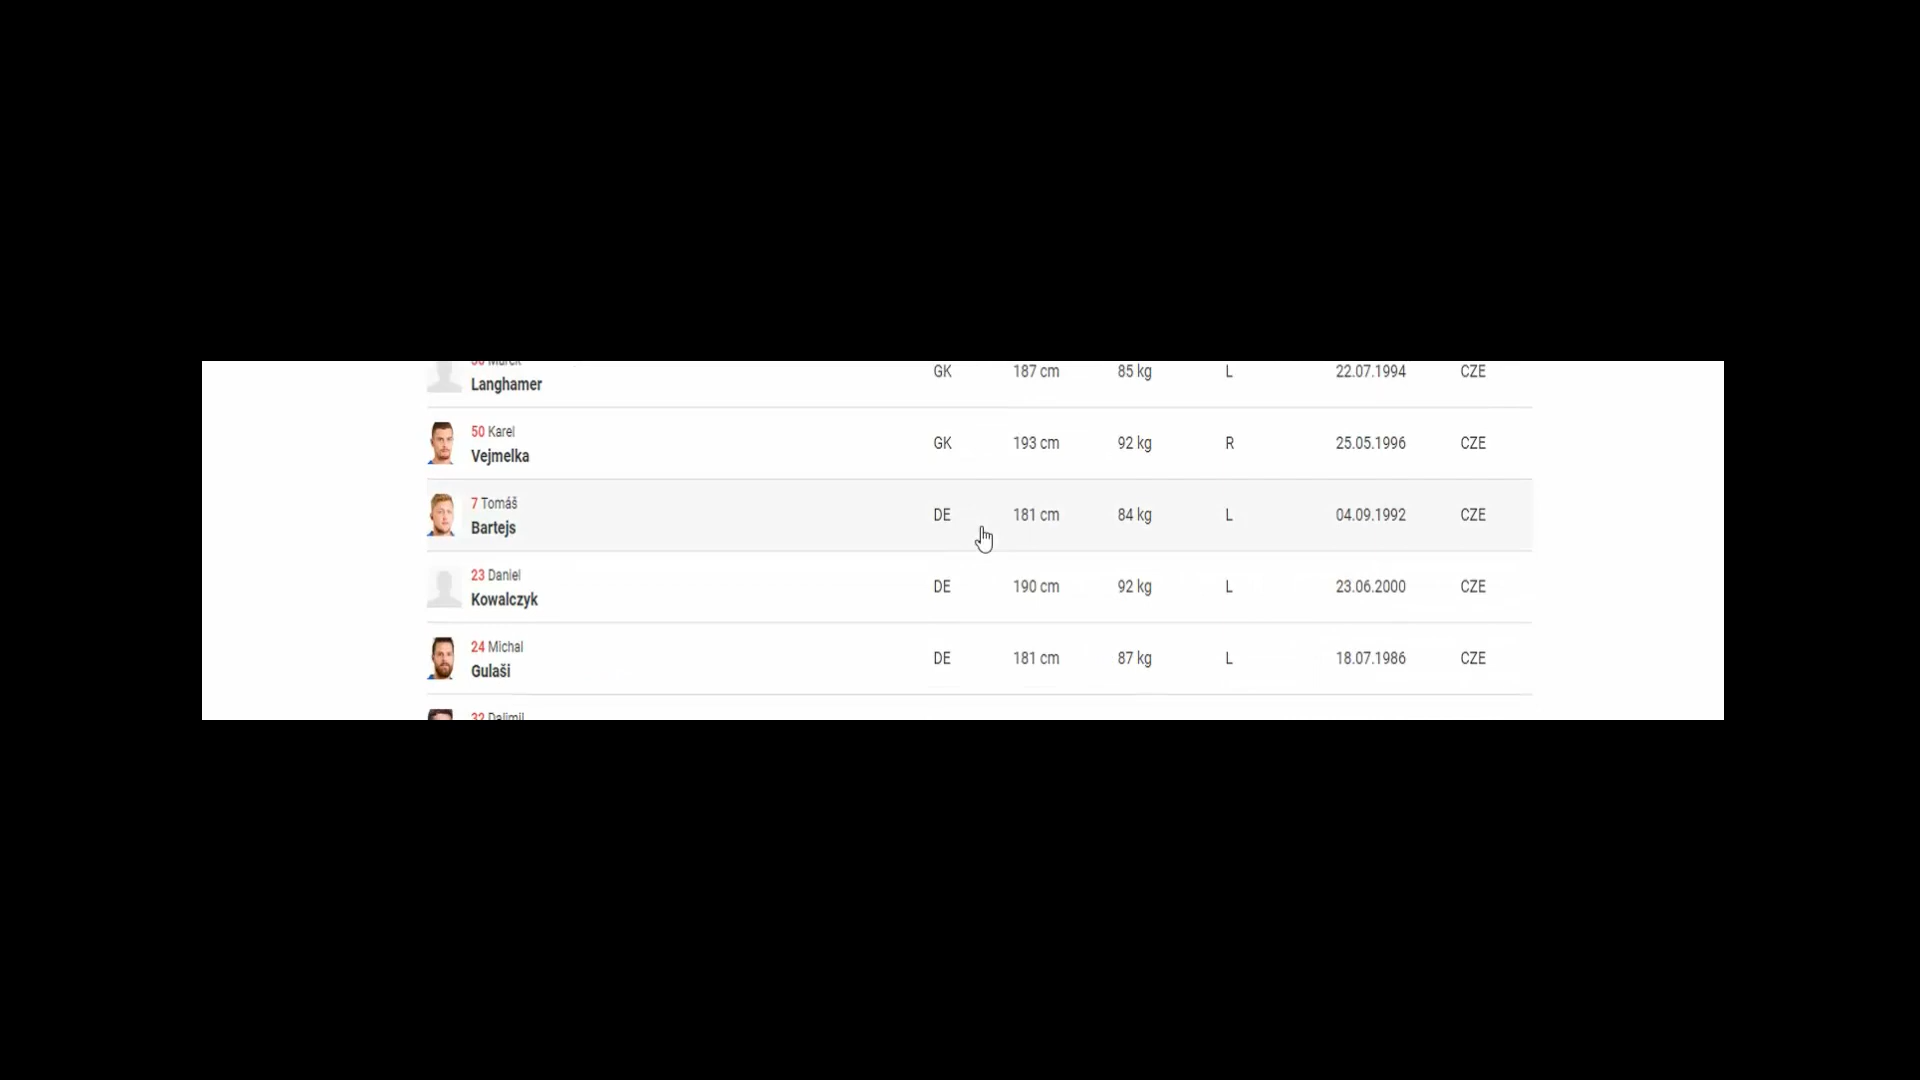 Langhamer GK 187 cm 85 kg L 22.07.1994 CZE
50 Karel
Vejmelka GK 193 cm 92 kg R 25.05.1996 CZE
7 Tomáš
Bartejs DE 181 cm 84 kg L 04.09.1992 CZE
23 Daniel
Kowalczyk DE 190 cm 92 kg L 23.06.2000 CZE
24 Michal
Gulaši DE 181 cm 87 kg L 18.07.1986 CZE
32 Dalimil